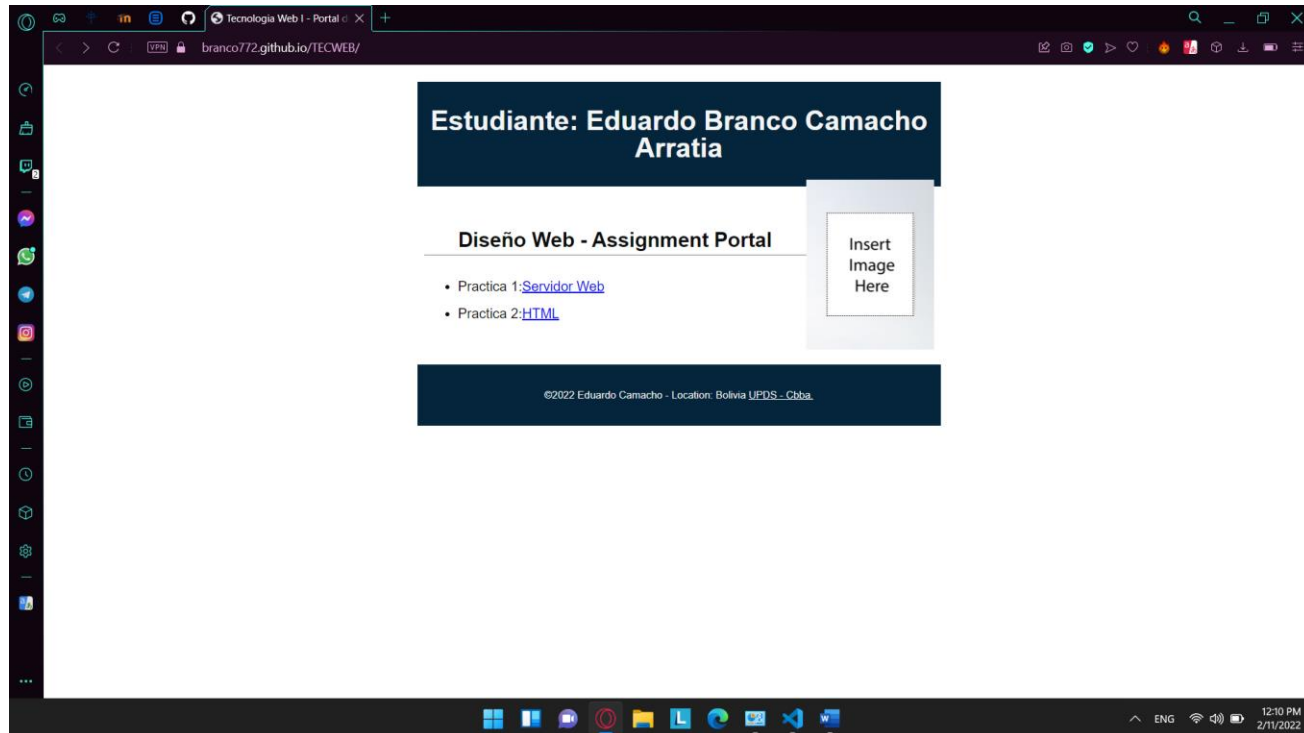 Tecnologia Web I - Portal d
VPN
branco772.github.io/TECWEB/
2
Estudiante: Eduardo Branco Camacho
Arratia
Diseño Web - Assignment Portal
Insert
Image
Here
• Practica 1:Servidor Web
• Practica 2:HTML
©2022 Eduardo Camacho - Location: Bolivia UPDS - Cbba.
ENG
12:10 PM
2/11/2022